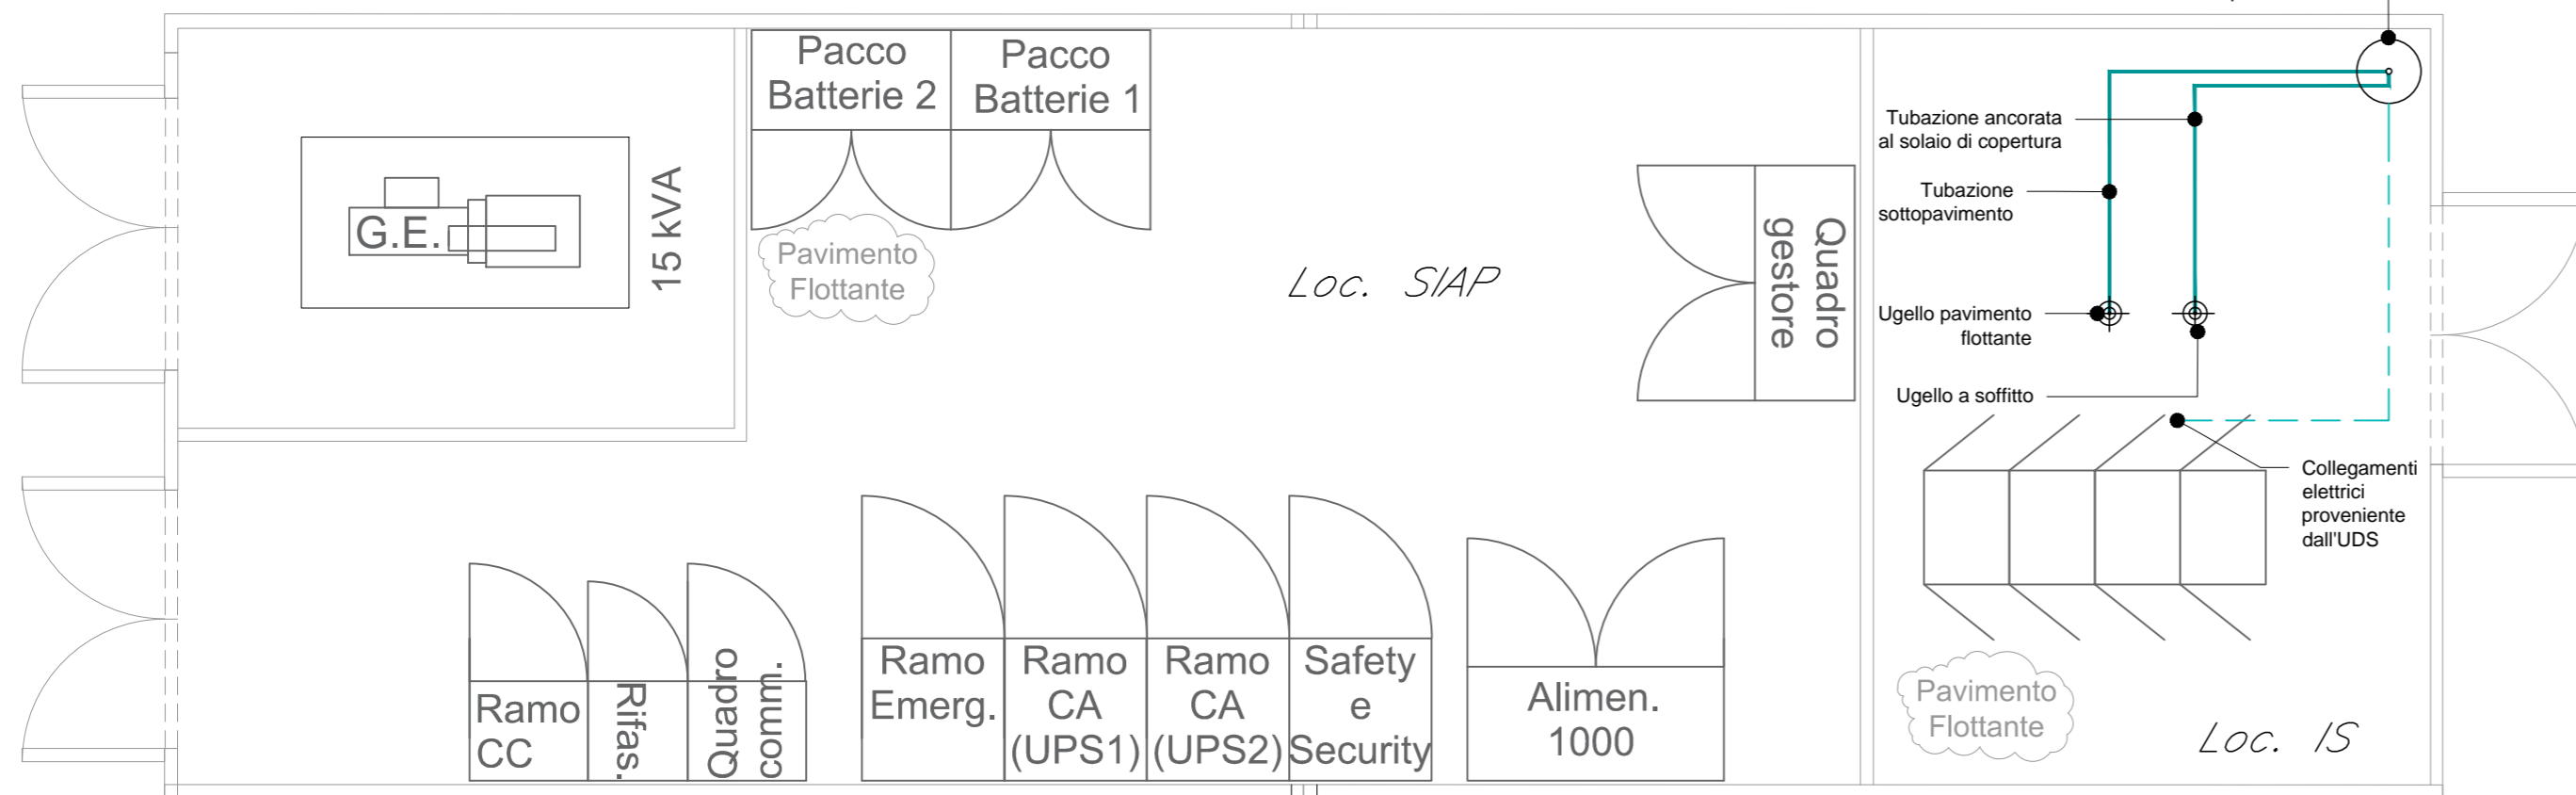 Pacco
Batterie 2
Pacco
Batterie 1
G.E.
15 kVA
Pavimento
Flottante
Loc. SIAP
Quadro
gestore
Tubazione ancorata
al solaio di copertura
Tubazione
sottopavimento
Ugello pavimento
flottante
Ugello a soffitto
Collegamenti
elettrici
proveniente
dall'UDS
Ramo
CC
Rifas.
Quadro
comm.
Ramo
Emerg.
Ramo
CA
(UPS1)
Ramo
CA
(UPS2)
Safety
e
Security
Alimen.
1000
Pavimento
Flottante
Loc. IS